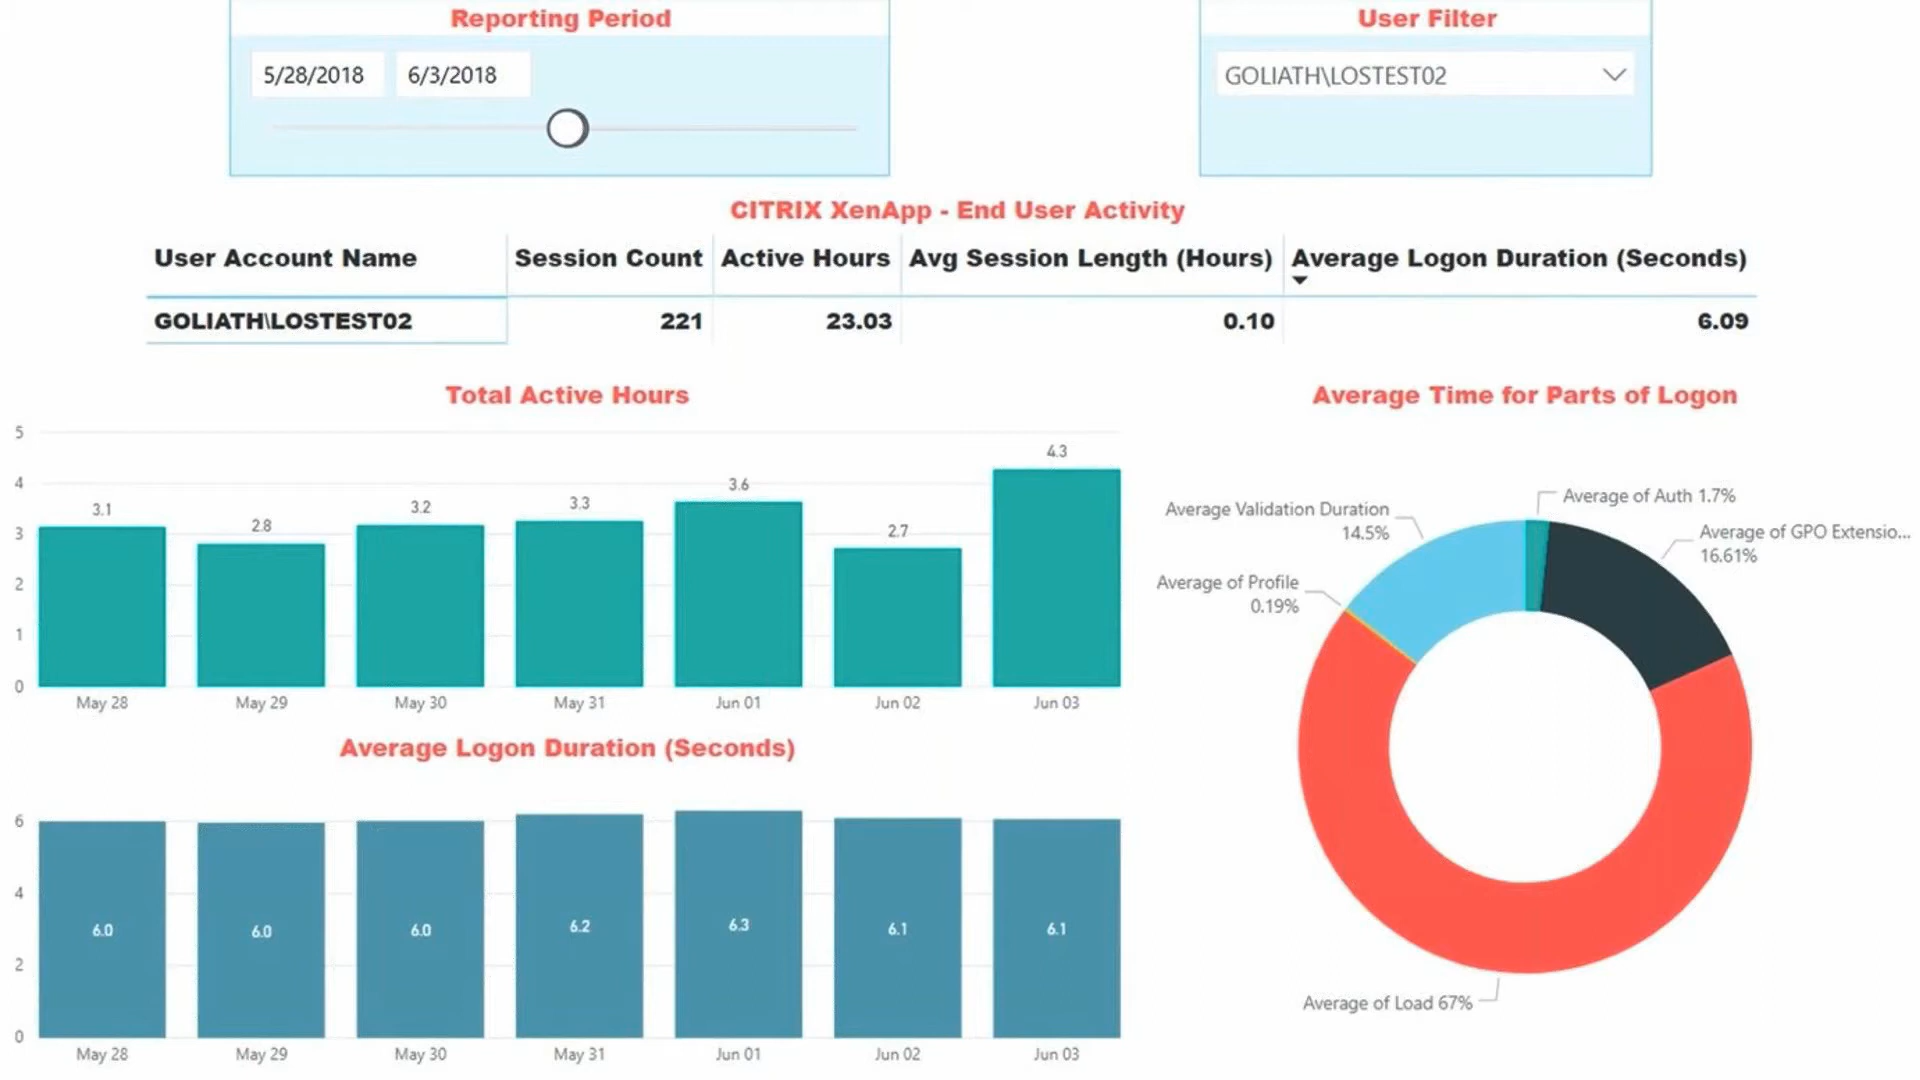 Reporting Period
User Filter
5/28/2018 6/3/2018
GOLIATH\LOSTEST02
CITRIX XenApp - End User Activity
User Account Name Session Count Active Hours Avg Session Length (Hours) Average Logon Duration (Seconds)
GOLIATH\LOSTEST02 221 23.03 0.10 6.09
Total Active Hours
5
4
3
2
1
0
3.1 2.8 3.2 3.3 3.6 2.7 4.3
May 28 May 29 May 30 May 31 Jun 01 Jun 02 Jun 03
Average Logon Duration (Seconds)
6
4
2
0
6.0 6.0 6.0 6.2 6.3 6.1 6.1
May 28 May 29 May 30 May 31 Jun 01 Jun 02 Jun 03
Average Time for Parts of Logon
Average of Auth 1.7%
Average Validation Duration
14.5%
Average of GPO Extensio...
16.61%
Average of Profile
0.19%
Average of Load 67%